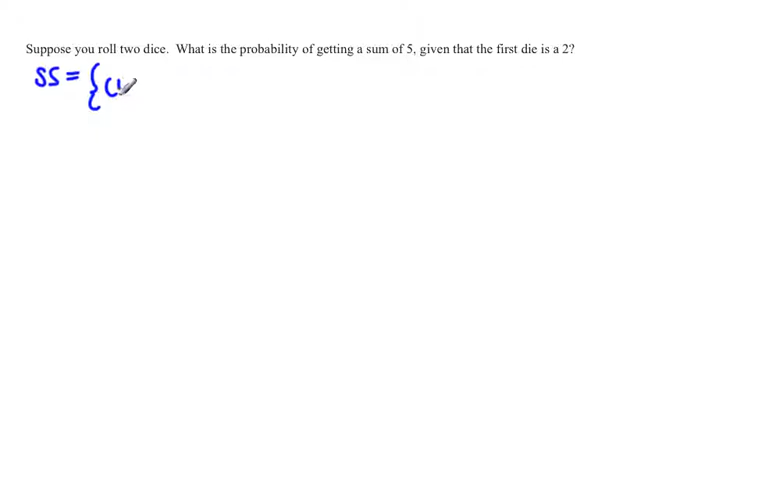 Suppose you roll two dice. What is the probability of getting a sum of 5, given that the first die is a 2?
SS = { (1,